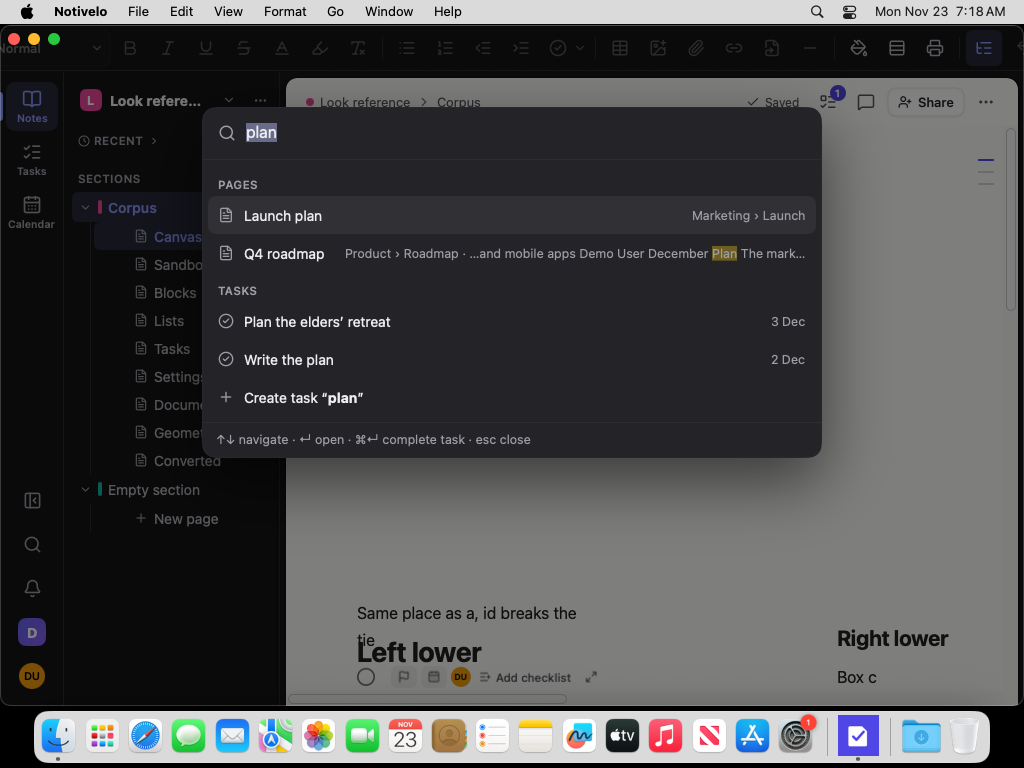 Notivelo File Edit View Format Go Window Help Mon Nov 23 7:18 AM
Normal
L Look refere... Look reference > Corpus Saved 1 Share
Notes
RECENT
Tasks
SECTIONS
Calendar
Corpus
Canvas
Sandbo
Blocks
Lists
Tasks
Settings
Docume
Geomet
Converted
Empty section
New page
D
DU
plan
PAGES
Launch plan Marketing › Launch
Q4 roadmap Product › Roadmap · ...and mobile apps Demo User December Plan The mark...
TASKS
Plan the elders’ retreat 3 Dec
Write the plan 2 Dec
Create task “plan”
↑↓ navigate · ↵ open · ⌘↵ complete task · esc close
Same place as a, id breaks the
tie
Left lower
DU Add checklist
Right lower
Box c
NOV
23
tv
1